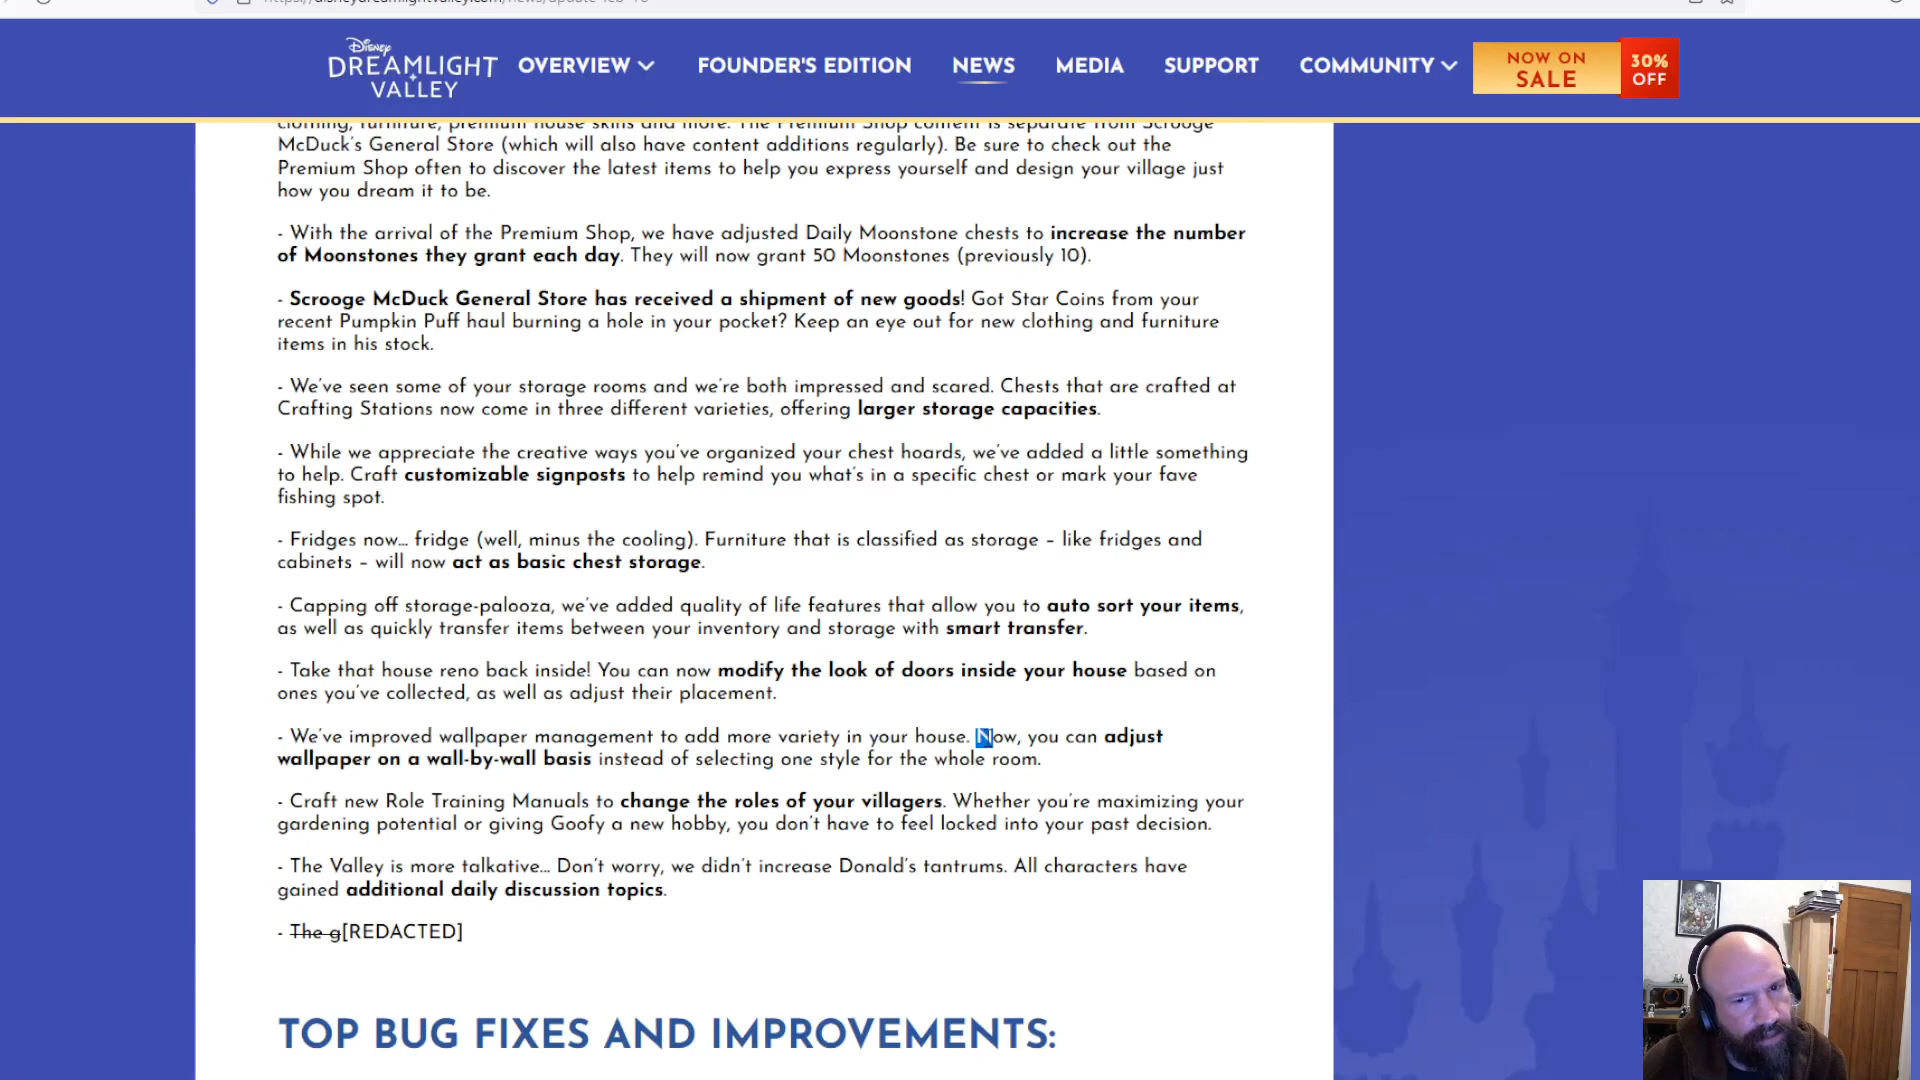 Disney
DREAMLIGHT
VALLEY
OVERVIEW
FOUNDER'S EDITION
NEWS
MEDIA
SUPPORT
COMMUNITY
NOW ON
SALE
30%
OFF
clothing, furniture, premium house skins and more. The Premium Shop content is separate from Scrooge
McDuck's General Store (which will also have content additions regularly). Be sure to check out the
Premium Shop often to discover the latest items to help you express yourself and design your village just
how you dream it to be.
- With the arrival of the Premium Shop, we have adjusted Daily Moonstone chests to increase the number
of Moonstones they grant each day. They will now grant 50 Moonstones (previously 10).
- Scrooge McDuck General Store has received a shipment of new goods! Got Star Coins from your
recent Pumpkin Puff haul burning a hole in your pocket? Keep an eye out for new clothing and furniture
items in his stock.
- We've seen some of your storage rooms and we're both impressed and scared. Chests that are crafted at
Crafting Stations now come in three different varieties, offering larger storage capacities.
- While we appreciate the creative ways you've organized your chest hoards, we've added a little something
to help. Craft customizable signposts to help remind you what's in a specific chest or mark your fave
fishing spot.
- Fridges now... fridge (well, minus the cooling). Furniture that is classified as storage – like fridges and
cabinets – will now act as basic chest storage.
- Capping off storage-palooza, we've added quality of life features that allow you to auto sort your items,
as well as quickly transfer items between your inventory and storage with smart transfer.
- Take that house reno back inside! You can now modify the look of doors inside your house based on
ones you've collected, as well as adjust their placement.
- We've improved wallpaper management to add more variety in your house. Now, you can adjust
wallpaper on a wall-by-wall basis instead of selecting one style for the whole room.
- Craft new Role Training Manuals to change the roles of your villagers. Whether you're maximizing your
gardening potential or giving Goofy a new hobby, you don't have to feel locked into your past decision.
- The Valley is more talkative... Don't worry, we didn't increase Donald's tantrums. All characters have
gained additional daily discussion topics.
- The g[REDACTED]
TOP BUG FIXES AND IMPROVEMENTS: